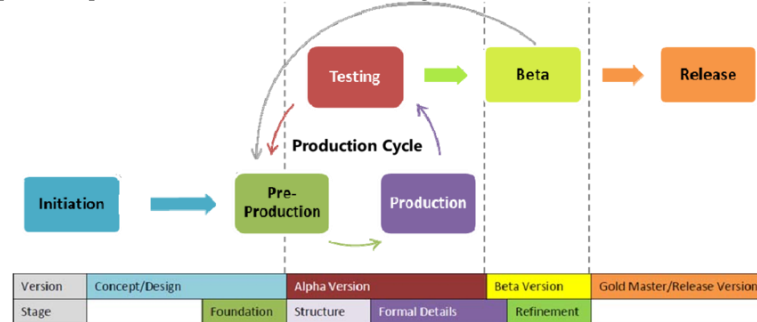 Testing
Beta
Release
Production Cycle
Initiation
Pre-
Production
Production
Version Concept/Design Alpha Version Beta Version Gold Master/Release Version
Stage Foundation Structure Formal Details Refinement